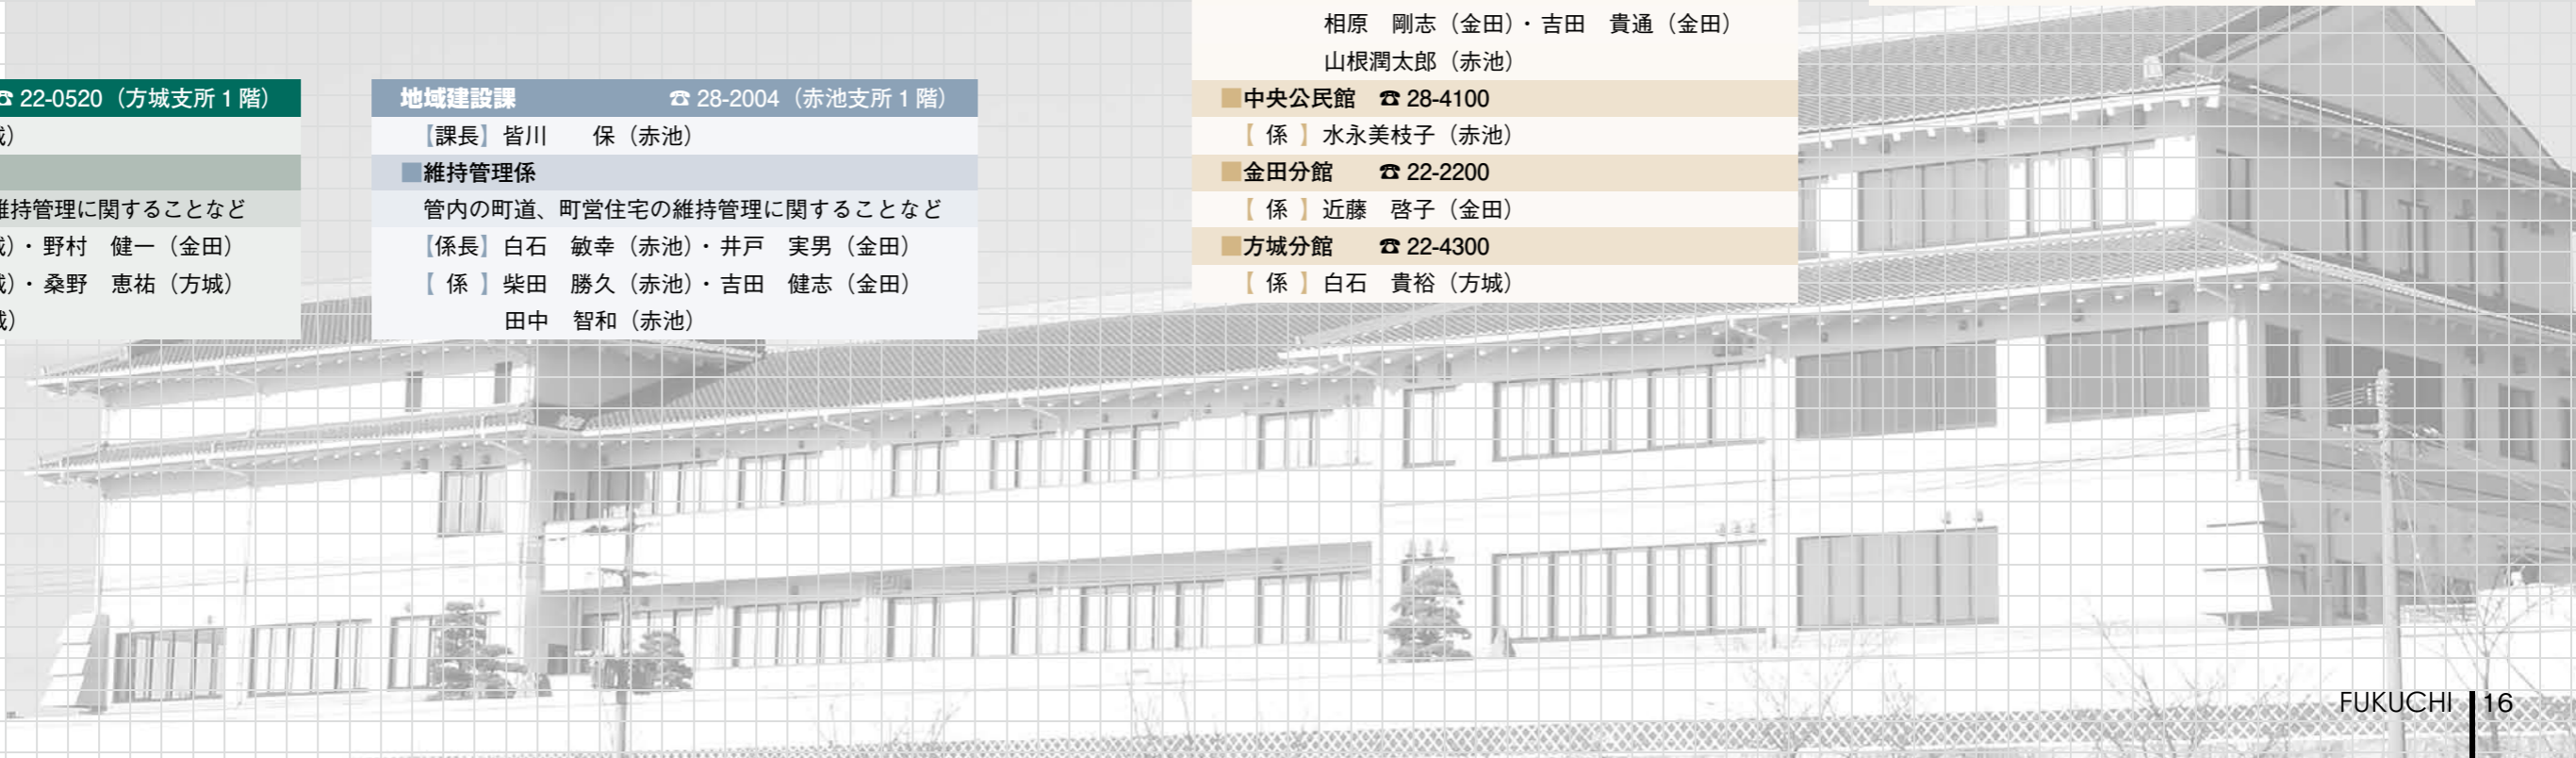 ☎ 22-0520（方城支所１階）
維持管理に関することなど
・野村　健一（金田）
・桑野　恵祐（方城）
地域建設課　☎ 28-2004（赤池支所１階）
【課長】皆川　　保（赤池）
■維持管理係
管内の町道、町営住宅の維持管理に関することなど
【係長】白石　敏幸（赤池）・井戸　実男（金田）
【 係 】柴田　勝久（赤池）・吉田　健志（金田）
田中　智和（赤池）
相原　剛志（金田）・吉田　貴通（金田）
山根潤太郎（赤池）
■中央公民館　☎ 28-4100
【 係 】水永美枝子（赤池）
■金田分館　☎ 22-2200
【 係 】近藤　啓子（金田）
■方城分館　☎ 22-4300
【 係 】白石　貴裕（方城）
FUKUCHI 16